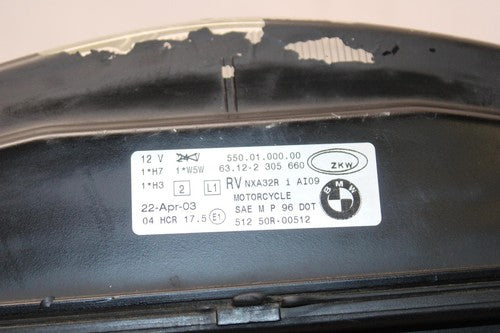 12 V 550.01.000.00
1*H7 1*W5W 63.12-2 305 660 ZKW
1*H3 2 L1 RV NXA32R 1 AI09
MOTORCYCLE BMW
22-Apr-03 SAE M P 96 DOT
04 HCR 17.5 E1 512 50R-00512